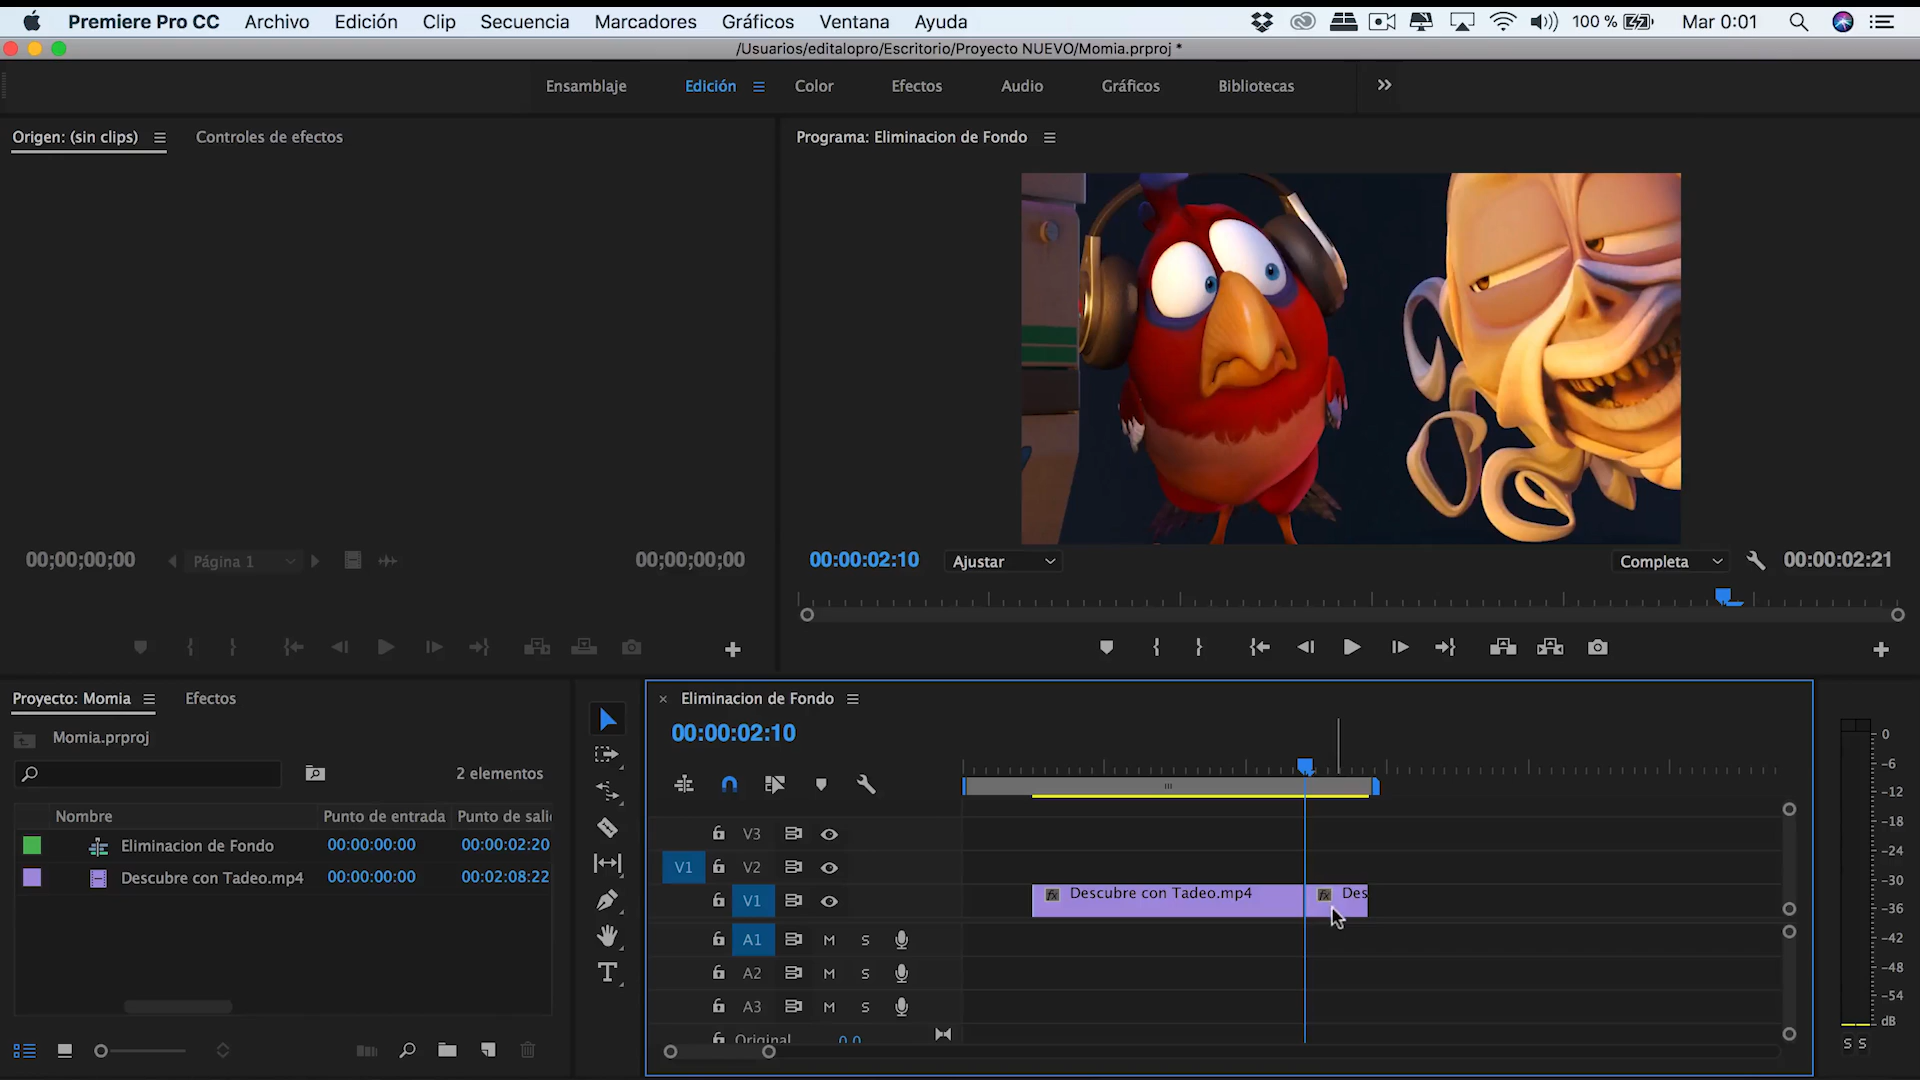 Premiere Pro CC Archivo Edición Clip Secuencia Marcadores Gráficos Ventana Ayuda 100 % Mar 0:01
/Usuarios/editalopro/Escritorio/Proyecto NUEVO/Momia.prproj *
Ensamblaje Edición Color Efectos Audio Gráficos Bibliotecas
Origen: (sin clips) Controles de efectos
Programa: Eliminacion de Fondo
00;00;00;00 Página 1 00;00;00;00
00:00:02:10 Ajustar Completa 00:00:02:21
Proyecto: Momia Efectos
Momia.prproj
2 elementos
Nombre Punto de entrada Punto de sali
Eliminacion de Fondo 00:00:00:00 00:00:02:20
Descubre con Tadeo.mp4 00:00:00:00 00:02:08:22
× Eliminacion de Fondo
00:00:02:10
V3
V1 V2
V1 fx Descubre con Tadeo.mp4 fx Des
A1 M S
A2 M S
A3 M S
Original 0,0
0
-6
-12
-18
-24
-30
-36
-42
-48
-54
dB
S S
T